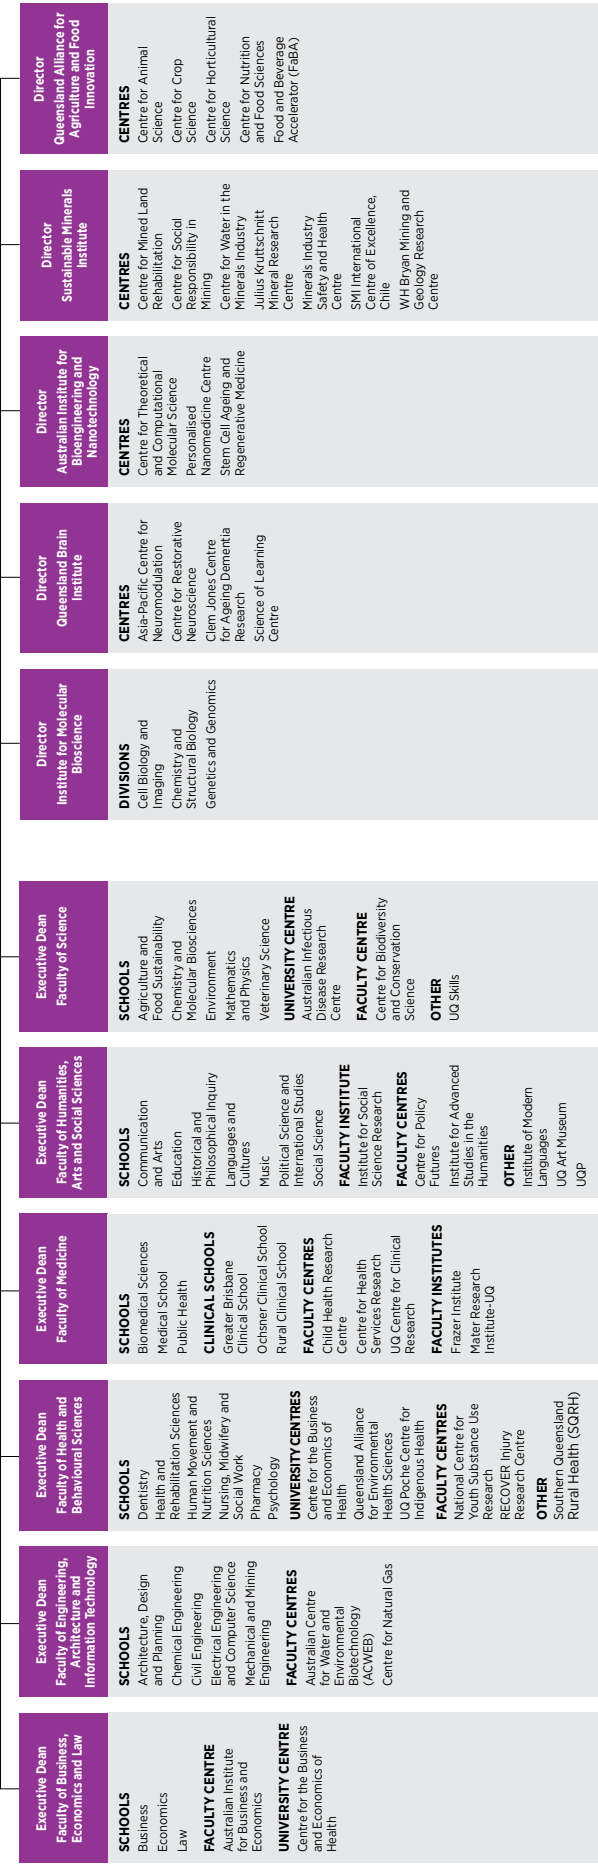 Executive Dean
Faculty of Business,
Economics and Law
SCHOOLS
Business
Economics
Law
FACULTY CENTRE
Australian Institute
for Business and
Economics
UNIVERSITY CENTRE
Centre for the Business
and Economics of
Health
Executive Dean
Faculty of Engineering,
Architecture and
Information Technology
SCHOOLS
Architecture, Design
and Planning
Chemical Engineering
Civil Engineering
Electrical Engineering
and Computer Science
Mechanical and Mining
Engineering
FACULTY CENTRES
Australian Centre
for Water and
Environmental
Biotechnology
(ACWEB)
Centre for Natural Gas
Executive Dean
Faculty of Health and
Behavioural Sciences
SCHOOLS
Dentistry
Health and
Rehabilitation Sciences
Human Movement and
Nutrition Sciences
Nursing, Midwifery and
Social Work
Pharmacy
Psychology
UNIVERSITY CENTRES
Centre for the Business
and Economics of
Health
Queensland Alliance
for Environmental
Health Sciences
UQ Poche Centre for
Indigenous Health
FACULTY CENTRES
National Centre for
Youth Substance Use
Research
RECOVER Injury
Research Centre
OTHER
Southern Queensland
Rural Health (SQRH)
Executive Dean
Faculty of Medicine
SCHOOLS
Biomedical Sciences
Medical School
Public Health
CLINICAL SCHOOLS
Greater Brisbane
Clinical School
Ochsner Clinical School
Rural Clinical School
FACULTY CENTRES
Child Health Research
Centre
Centre for Health
Services Research
UQ Centre for Clinical
Research
FACULTY INSTITUTES
Frazer Institute
Mater Research
Institute-UQ
Executive Dean
Faculty of Humanities,
Arts and Social Sciences
SCHOOLS
Communication
and Arts
Education
Historical and
Philosophical Inquiry
Languages and
Cultures
Music
Political Science and
International Studies
Social Science
FACULTY INSTITUTE
Institute for Social
Science Research
FACULTY CENTRES
Centre for Policy
Futures
Institute for Advanced
Studies in the
Humanities
OTHER
Institute of Modern
Languages
UQ Art Museum
UQP
Executive Dean
Faculty of Science
SCHOOLS
Agriculture and
Food Sustainability
Chemistry and
Molecular Biosciences
Environment
Mathematics
and Physics
Veterinary Science
UNIVERSITY CENTRE
Australian Infectious
Disease Research
Centre
FACULTY CENTRE
Centre for Biodiversity
and Conservation
Science
OTHER
UQ Skills
Director
Institute for Molecular
Bioscience
DIVISIONS
Cell Biology and
Imaging
Chemistry and
Structural Biology
Genetics and Genomics
Director
Queensland Brain
Institute
CENTRES
Asia-Pacific Centre for
Neuromodulation
Centre for Restorative
Neuroscience
Clem Jones Centre
for Ageing Dementia
Research
Science of Learning
Centre
Director
Australian Institute for
Bioengineering and
Nanotechnology
CENTRES
Centre for Theoretical
and Computational
Molecular Science
Personalised
Nanomedicine Centre
Stem Cell Ageing and
Regenerative Medicine
Director
Sustainable Minerals
Institute
CENTRES
Centre for Mined Land
Rehabilitation
Centre for Social
Responsibility in
Mining
Centre for Water in the
Minerals Industry
Julius Kruttschnitt
Mineral Research
Centre
Minerals Industry
Safety and Health
Centre
SMI International
Centre of Excellence,
Chile
WH Bryan Mining and
Geology Research
Centre
Director
Queensland Alliance for
Agriculture and Food
Innovation
CENTRES
Centre for Animal
Science
Centre for Crop
Science
Centre for Horticultural
Science
Centre for Nutrition
and Food Sciences
Food and Beverage
Accelerator (FaBA)